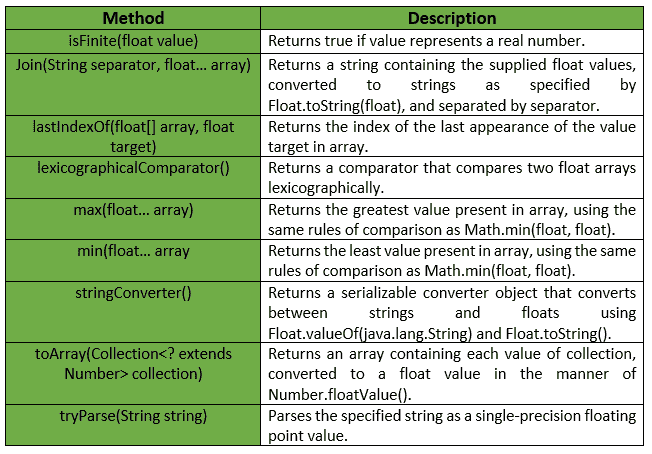 Method Description
isFinite(float value) Returns true if value represents a real number.
Join(String separator, float... array) Returns a string containing the supplied float values,
converted to strings as specified by
Float.toString(float), and separated by separator.
lastIndexOf(float[] array, float Returns the index of the last appearance of the value
target) target in array.
lexicographicalComparator() Returns a comparator that compares two float arrays
lexicographically.
max(float... array) Returns the greatest value present in array, using the
same rules of comparison as Math.min(float, float).
min(float... array Returns the least value present in array, using the same
rules of comparison as Math.min(float, float).
stringConverter() Returns a serializable converter object that converts
between strings and floats using
Float.valueOf(java.lang.String) and Float.toString().
toArray(Collection<? extends Returns an array containing each value of collection,
Number> collection) converted to a float value in the manner of
Number.floatValue().
tryParse(String string) Parses the specified string as a single-precision floating
point value.